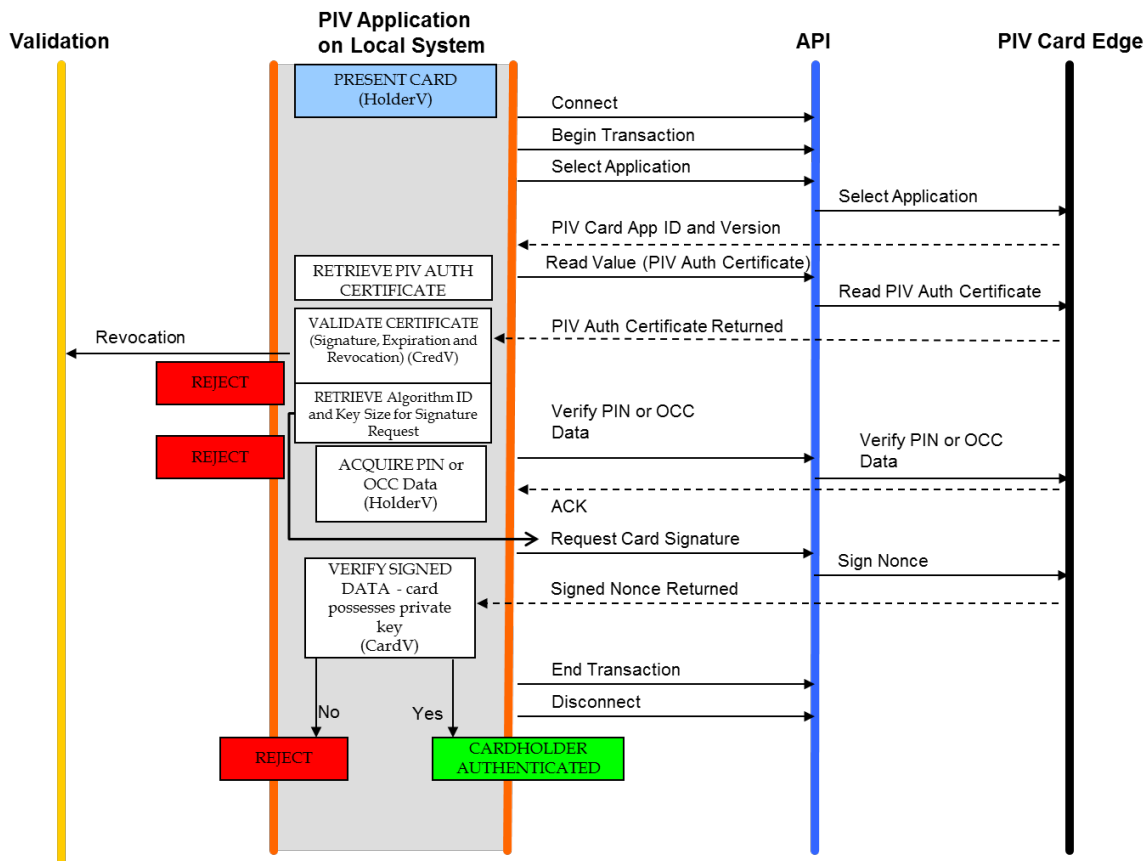 Validation
PIV Application
on Local System
API
PIV Card Edge
PRESENT CARD
(HolderV)
Connect
Begin Transaction
Select Application
Select Application
PIV Card App ID and Version
RETRIEVE PIV AUTH
CERTIFICATE
Read Value (PIV Auth Certificate)
Read PIV Auth Certificate
PIV Auth Certificate Returned
Revocation
VALIDATE CERTIFICATE
(Signature, Expiration and
Revocation) (CredV)
REJECT
RETRIEVE Algorithm ID
and Key Size for Signature
Request
Verify PIN or OCC
Data
Verify PIN or OCC
Data
REJECT
ACQUIRE PIN or
OCC Data
(HolderV)
ACK
Request Card Signature
Sign Nonce
VERIFY SIGNED
DATA - card
possesses private
key
(CardV)
Signed Nonce Returned
End Transaction
Disconnect
No
Yes
REJECT
CARDHOLDER
AUTHENTICATED